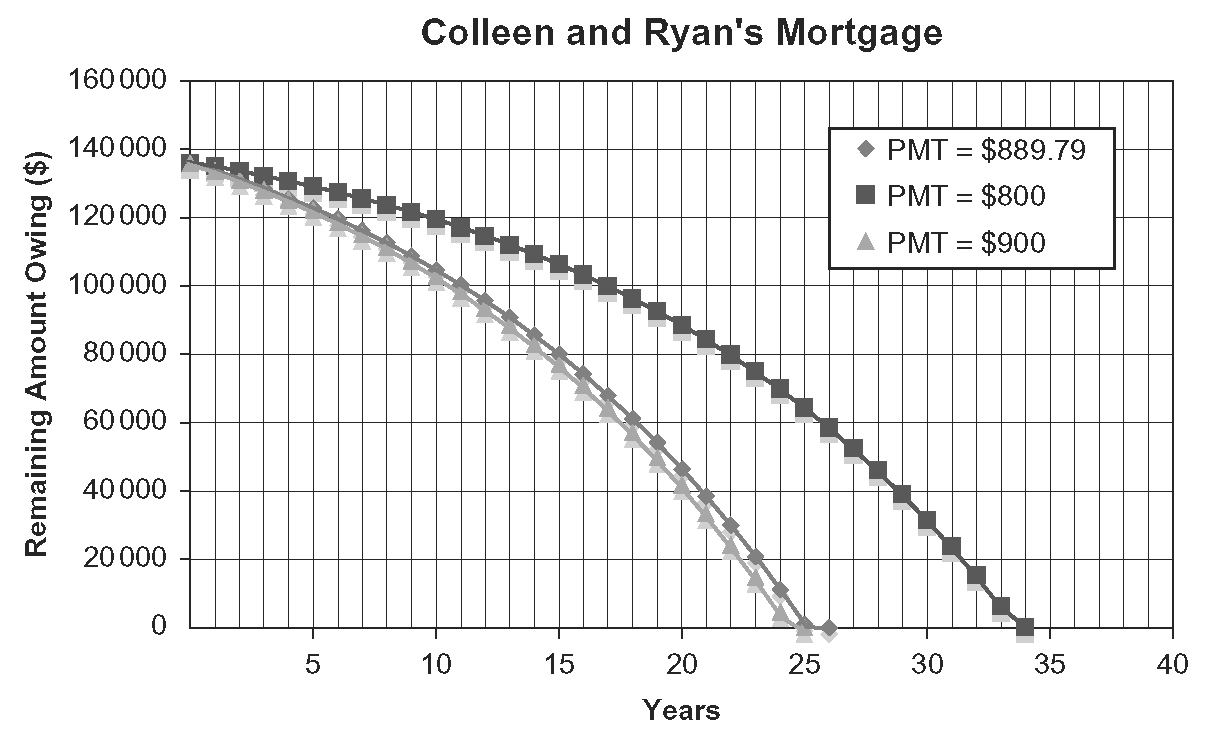 Colleen and Ryan's Mortgage
Remaining Amount Owing ($)
160 000
140 000
120 000
100 000
80 000
60 000
40 000
20 000
0
PMT = $889.79
PMT = $800
PMT = $900
5 10 15 20 25 30 35 40
Years